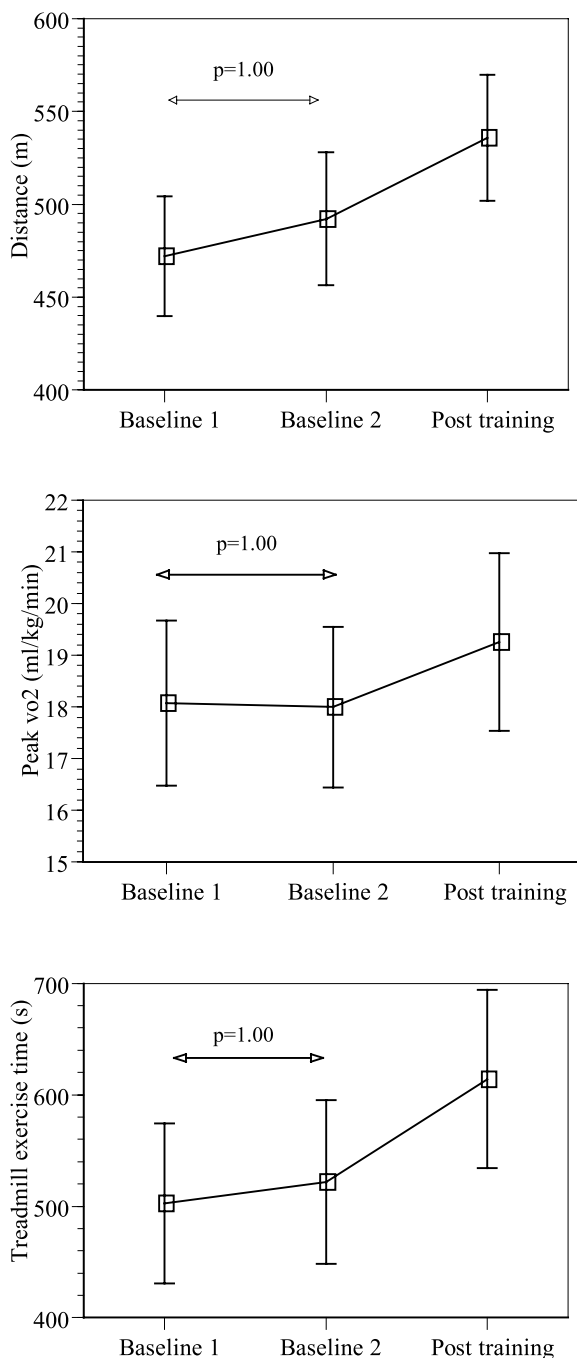 600
p=1.00
550
500
450
400
Distance (m)
Baseline 1 Baseline 2 Post training
22
p=1.00
21
20
19
18
17
16
15
Peak vo2 (ml/kg/min)
Baseline 1 Baseline 2 Post training
700
p=1.00
600
500
400
Treadmill exercise time (s)
Baseline 1 Baseline 2 Post training